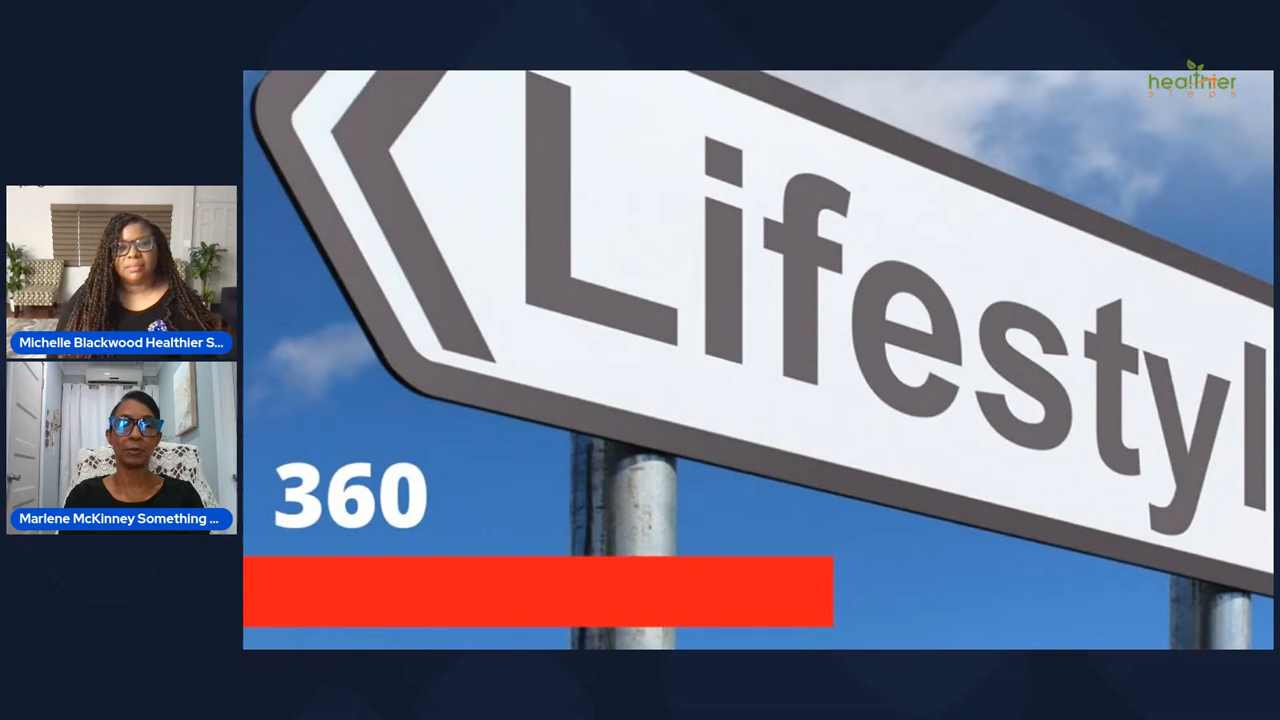 healthier
steps
Lifestyl
Michelle Blackwood Healthier S...
360
Marlene McKinney Something ...